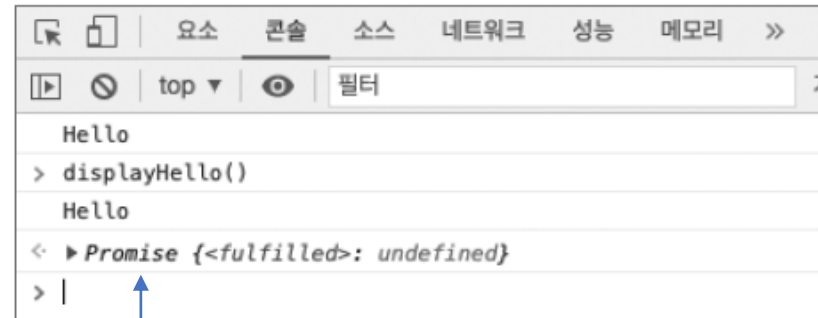 요소 콘솔 소스 네트워크 성능 메모리 »
top ▼ 필터
Hello
> displayHello()
Hello
<· ▶ Promise {<fulfilled>: undefined}
>